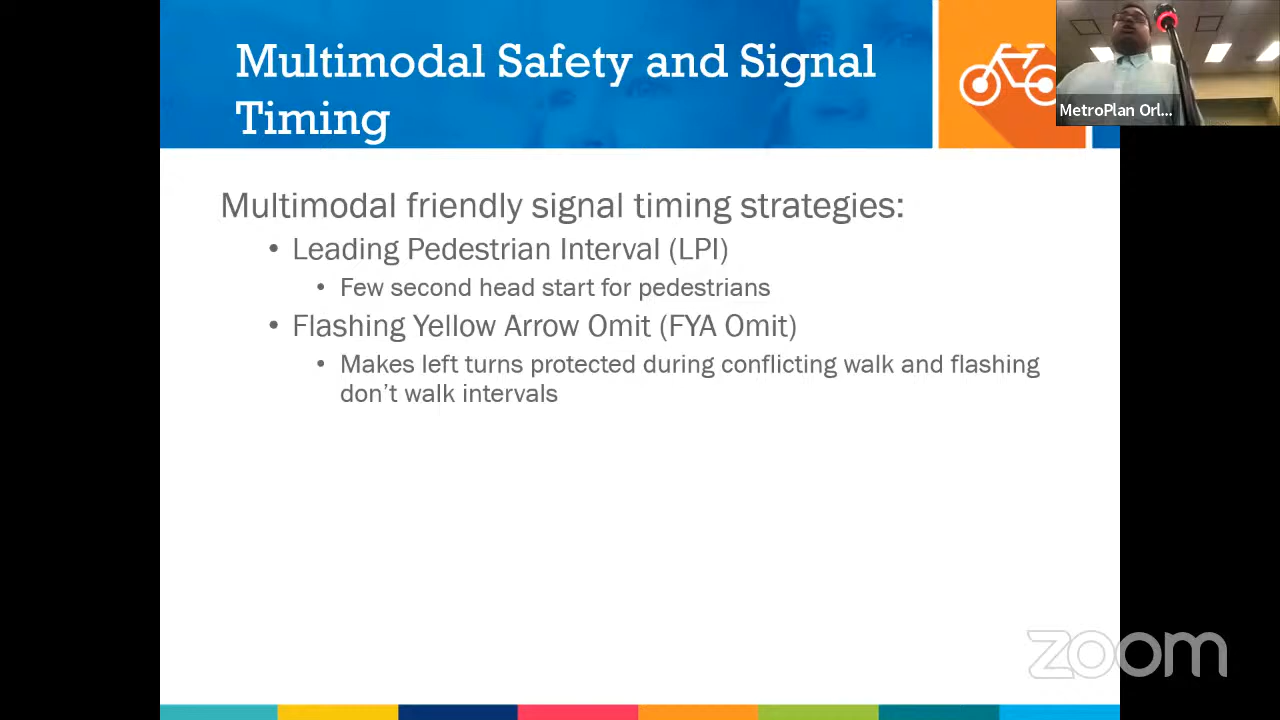 Multimodal Safety and Signal
Timing
MetroPlan Orl...
Multimodal friendly signal timing strategies:
• Leading Pedestrian Interval (LPI)
• Few second head start for pedestrians
• Flashing Yellow Arrow Omit (FYA Omit)
• Makes left turns protected during conflicting walk and flashing
don’t walk intervals
zoom